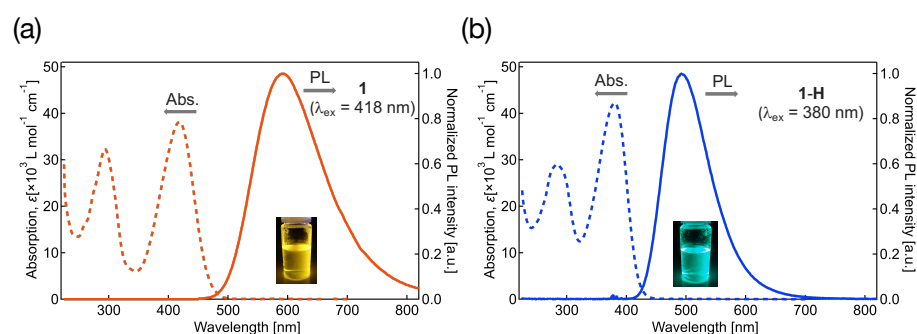 (a)
50
40
30
20
10
0
Absorption, ε[×10³ L mol⁻¹ cm⁻¹]
300 400 500 600 700 800
Wavelength [nm]
1.0
0.8
0.6
0.4
0.2
0.0
Normalized PL intensity [a.u.]
Abs.
PL
1
(λex = 418 nm)
(b)
50
40
30
20
10
0
Absorption, ε[×10³ L mol⁻¹ cm⁻¹]
300 400 500 600 700 800
Wavelength [nm]
1.0
0.8
0.6
0.4
0.2
0.0
Normalized PL intensity [a.u.]
Abs.
PL
1-H
(λex = 380 nm)